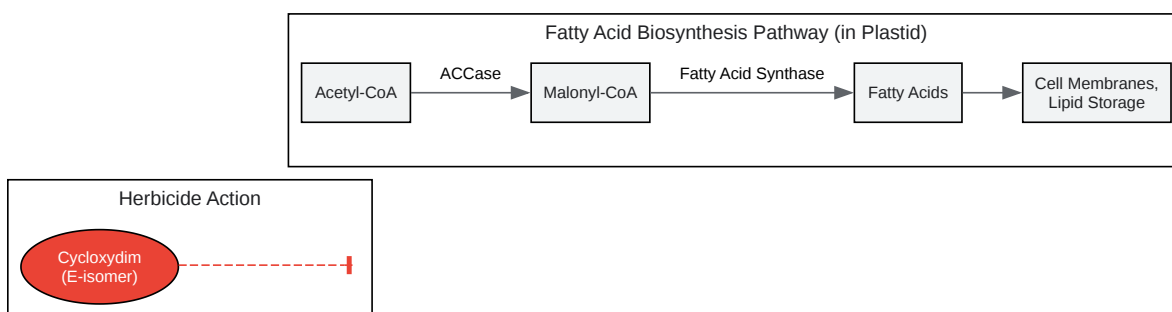 Fatty Acid Biosynthesis Pathway (in Plastid)
ACCase
Fatty Acid Synthase
Acetyl-CoA
Malonyl-CoA
Fatty Acids
Cell Membranes,
Lipid Storage
Herbicide Action
Cycloxydim
(E-isomer)